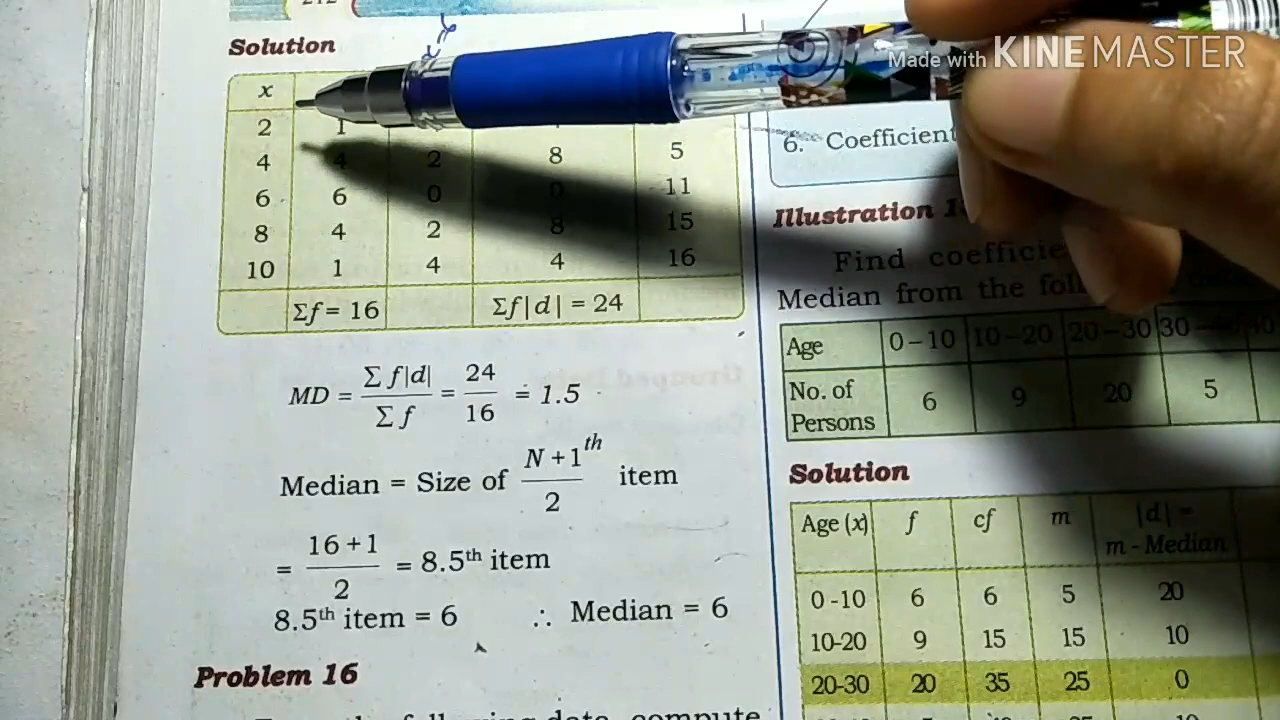 Solution
x
2 1
4 4 2 8 5
6 6 0 0 11
8 4 2 8 15
10 1 4 4 16
Σf = 16 Σf|d| = 24
MD = Σ f|d| / Σ f = 24 / 16 = 1.5
Median = Size of N + 1 / 2 th item
= 16 + 1 / 2 = 8.5th item
8.5th item = 6 ∴ Median = 6
Problem 16
6. Coefficient
Illustration
Find
Median from the
Age 0 – 10 10 – 20 20 – 30 30
No. of Persons 6 9 20 5
Solution
Age (x) f cf m |d| = m - Median
0 -10 6 6 5 20
10-20 9 15 15 10
20-30 20 35 25 0
Made with KINEMASTER